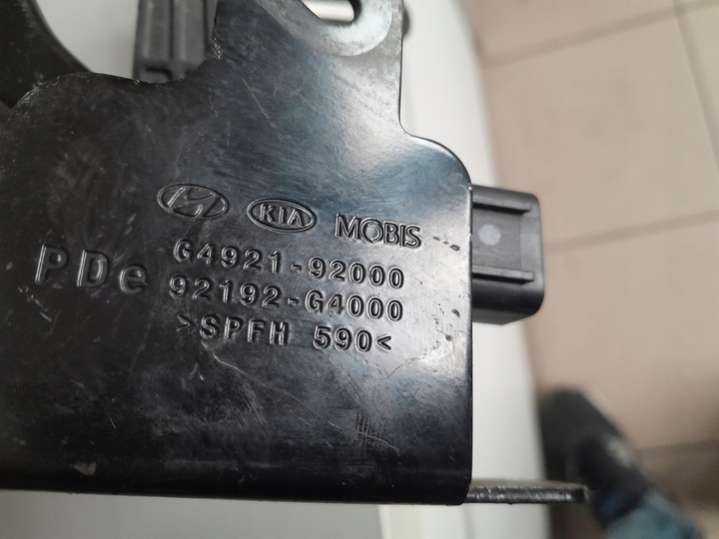 KIA MOBIS
PDe
G4921-92000
92192-G4000
>SPFH 590<